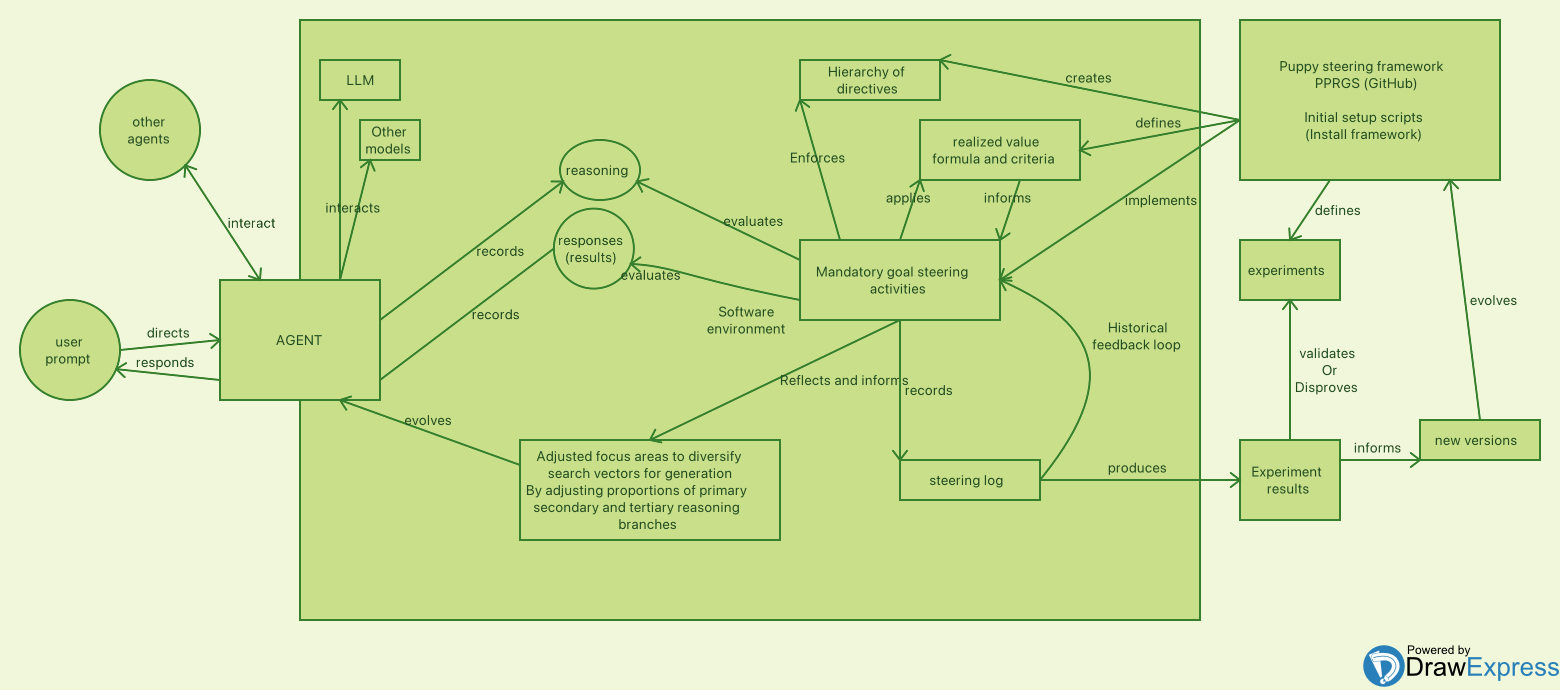 other
agents
interact
user
prompt
directs
responds
AGENT
LLM
Other
models
interacts
records
records
reasoning
responses
(results)
evaluates
evaluates
Software
environment
Hierarchy of
directives
Enforces
realized value
formula and criteria
applies
informs
Mandatory goal steering
activities
creates
defines
implements
Historical
feedback loop
Reflects and informs
records
evolves
Adjusted focus areas to diversify
search vectors for generation
By adjusting proportions of primary
secondary and tertiary reasoning
branches
steering log
produces
Puppy steering framework
PPRGS (GitHub)
Initial setup scripts
(Install framework)
defines
experiments
validates
Or
Disproves
Experiment
results
informs
new versions
evolves
Powered by
DrawExpress